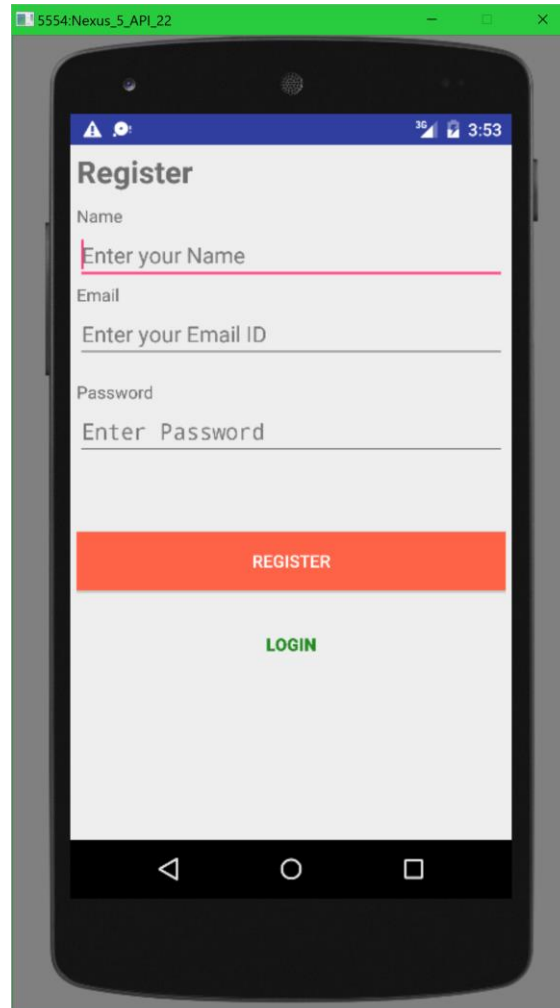 5554:Nexus_5_API_22
3G 3:53
Register
Name
Enter your Name
Email
Enter your Email ID
Password
Enter Password
REGISTER
LOGIN